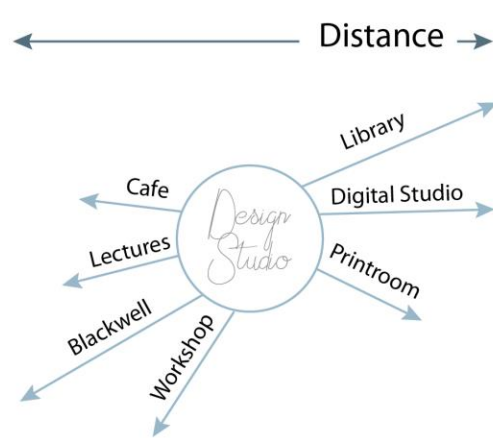 Distance
Library
Cafe
Digital Studio
Design
Studio
Lectures
Printroom
Blackwell
Workshop